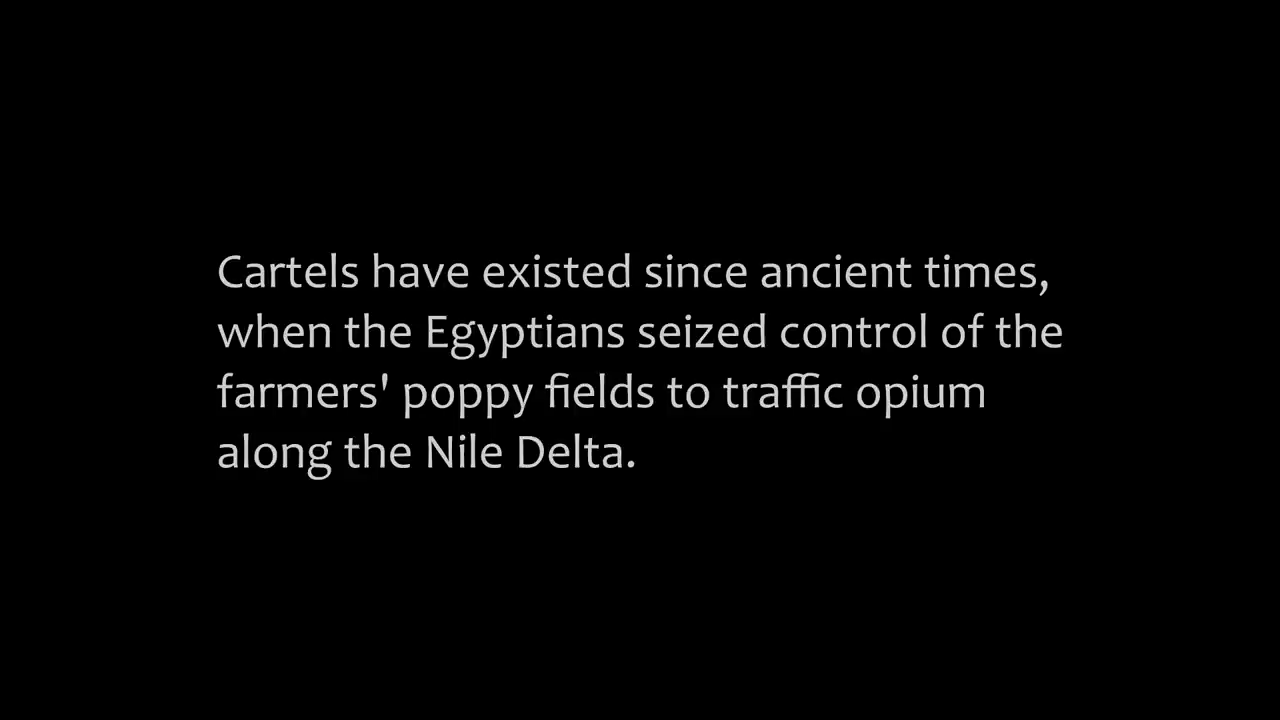 Cartels have existed since ancient times,
when the Egyptians seized control of the
farmers' poppy fields to traffic opium
along the Nile Delta.